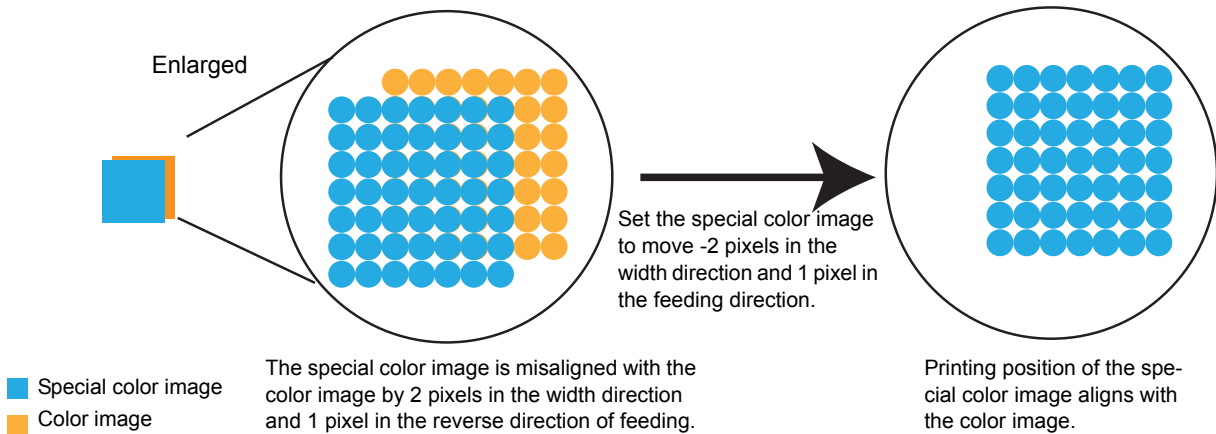 Enlarged
Set the special color image
to move -2 pixels in the
width direction and 1 pixel in
the feeding direction.
Special color image
Color image
The special color image is misaligned with the
color image by 2 pixels in the width direction
and 1 pixel in the reverse direction of feeding.
Printing position of the spe-
cial color image aligns with
the color image.